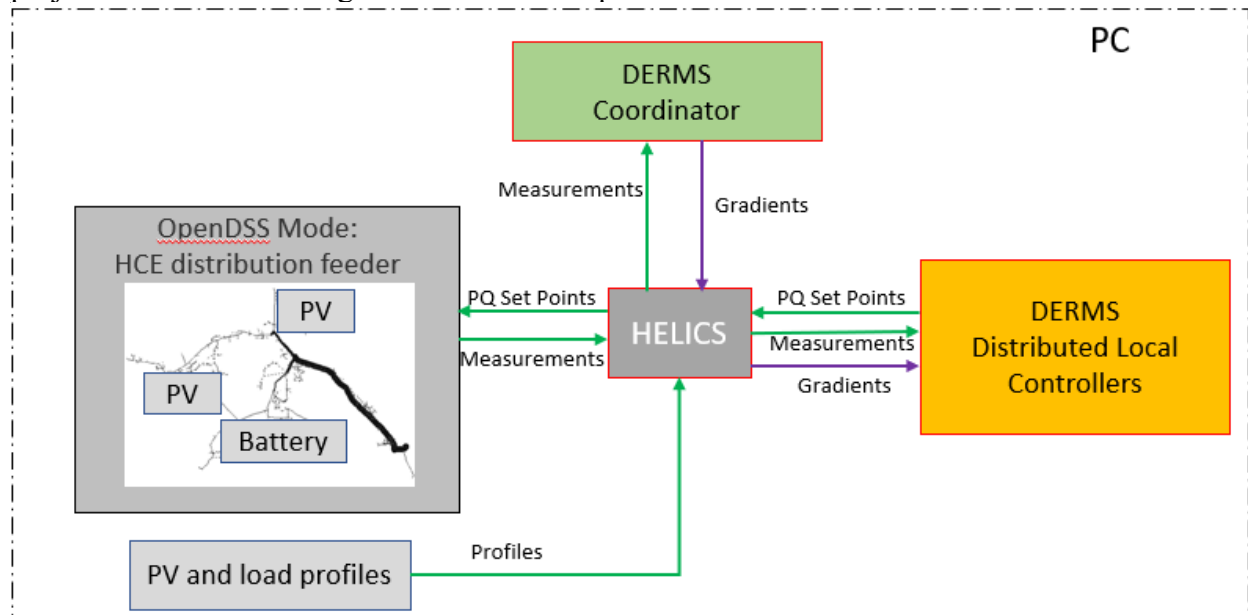 PC
DERMS
Coordinator
Measurements
Gradients
OpenDSS Mode:
HCE distribution feeder
PV
PV
Battery
PQ Set Points
Measurements
HELICS
PQ Set Points
Measurements
Gradients
DERMS
Distributed Local
Controllers
Profiles
PV and load profiles